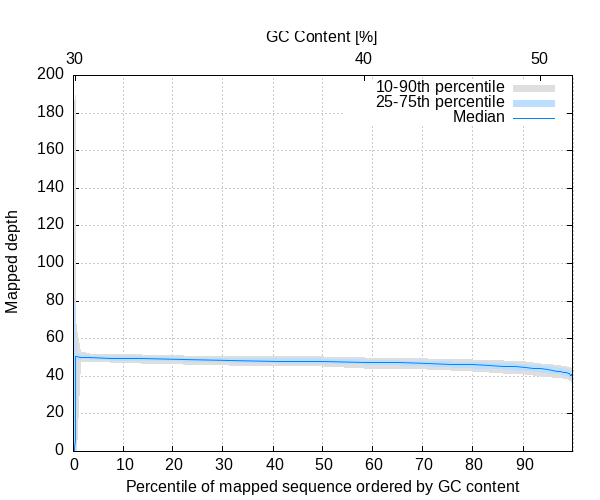 GC Content [%]
30 40 50
200
180
160
140
120
100
80
60
40
20
0
10-90th percentile
25-75th percentile
Median
Mapped depth
0 10 20 30 40 50 60 70 80 90
Percentile of mapped sequence ordered by GC content